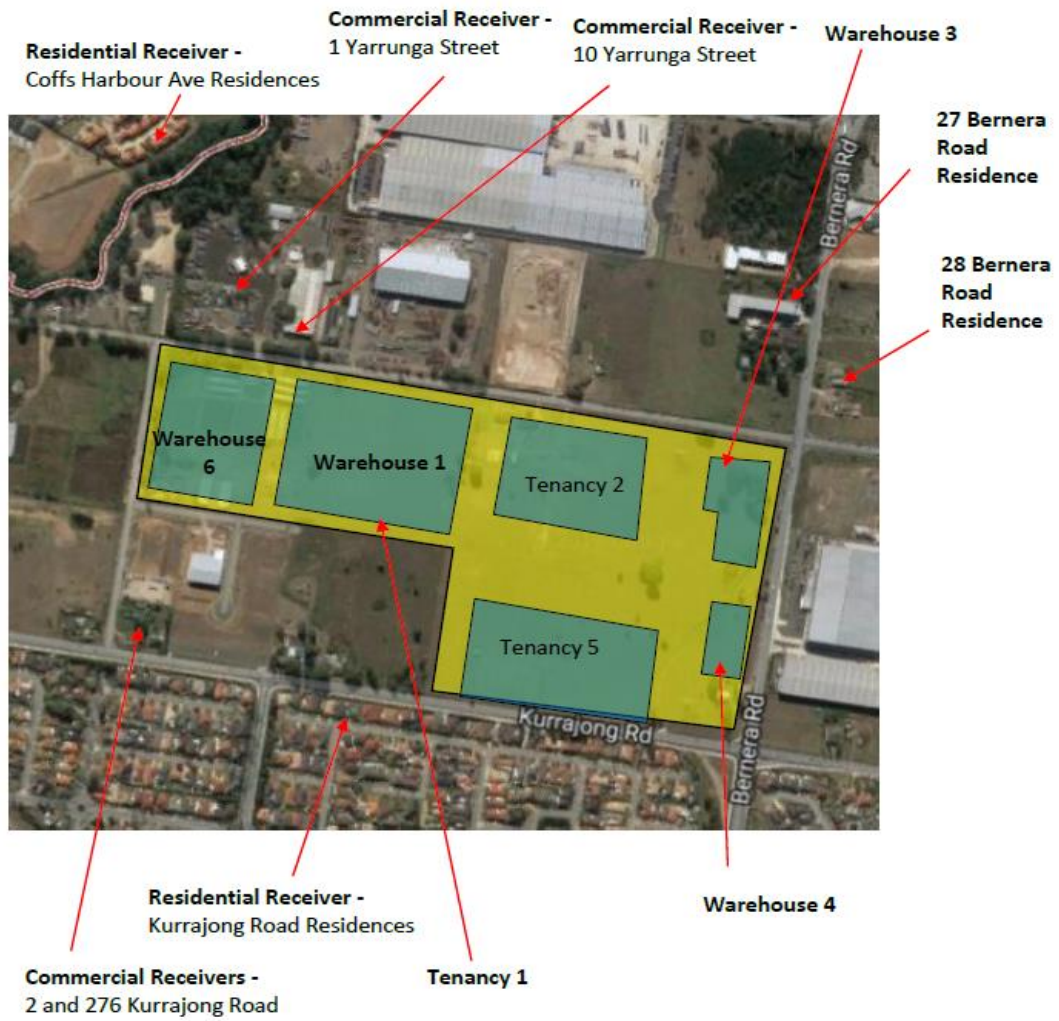 Commercial Receiver -
1 Yarrunga Street
Commercial Receiver -
10 Yarrunga Street
Warehouse 3
Residential Receiver -
Coffs Harbour Ave Residences
27 Bernera
Road
Residence
Bernera Rd
28 Bernera
Road
Residence
Warehouse
6
Warehouse 1
Tenancy 2
Tenancy 5
Kurrajong Rd
Bernera Rd
Residential Receiver -
Kurrajong Road Residences
Warehouse 4
Commercial Receivers -
2 and 276 Kurrajong Road
Tenancy 1